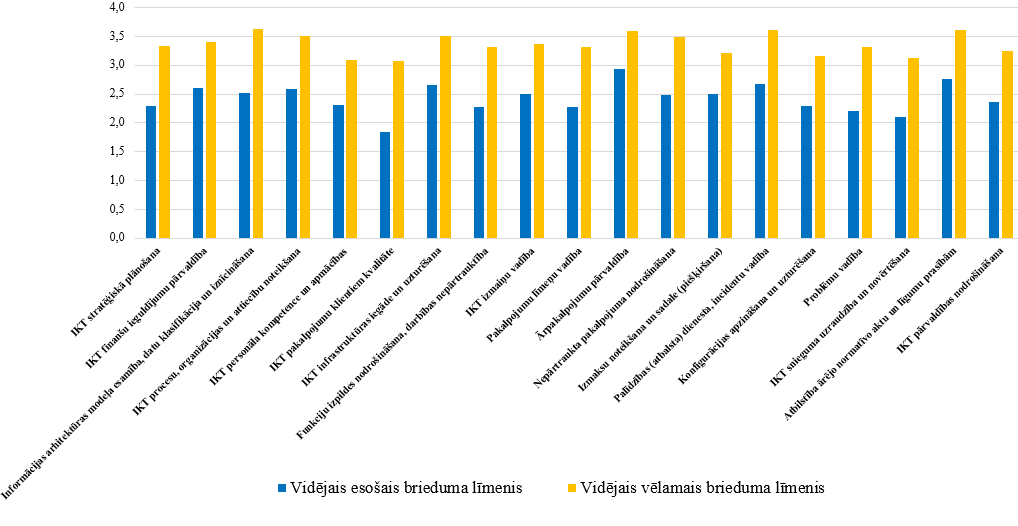 4,0
3,5
3,0
2,5
2,0
1,5
1,0
0,5
0,0
IKT stratēģiskā plānošana
IKT finanšu ieguldījumu pārvaldība
Informācijas arhitektūras modeļa esamība, datu klasifikācija un iznīcināšana
IKT procesu, organizācijas un attiecību noteikšana
IKT personāla kompetence un apmācības
IKT pakalpojumu klientiem kvalitāte
IKT infrastruktūras iegāde un uzturēšana
Funkciju izpildes nodrošināšana, darbības nepārtrauktība
IKT izmaiņu vadība
Pakalpojumu līmeņu vadība
Ārpakalpojumu pārvaldība
Nepārtraukta pakalpojuma nodrošināšana
Izmaksu noteikšana un sadale (piešķiršana)
Palīdzības (atbalsta) dienesta, incidentu vadība
Konfigurācijas apzināšana un uzturēšana
Problēmu vadība
IKT snieguma uzraudzība un novērtēšana
Atbilstība ārējo normatīvo aktu un līgumu prasībām
IKT pārvaldības nodrošināšana
Vidējais esošais brieduma līmenis
Vidējais vēlamais brieduma līmenis